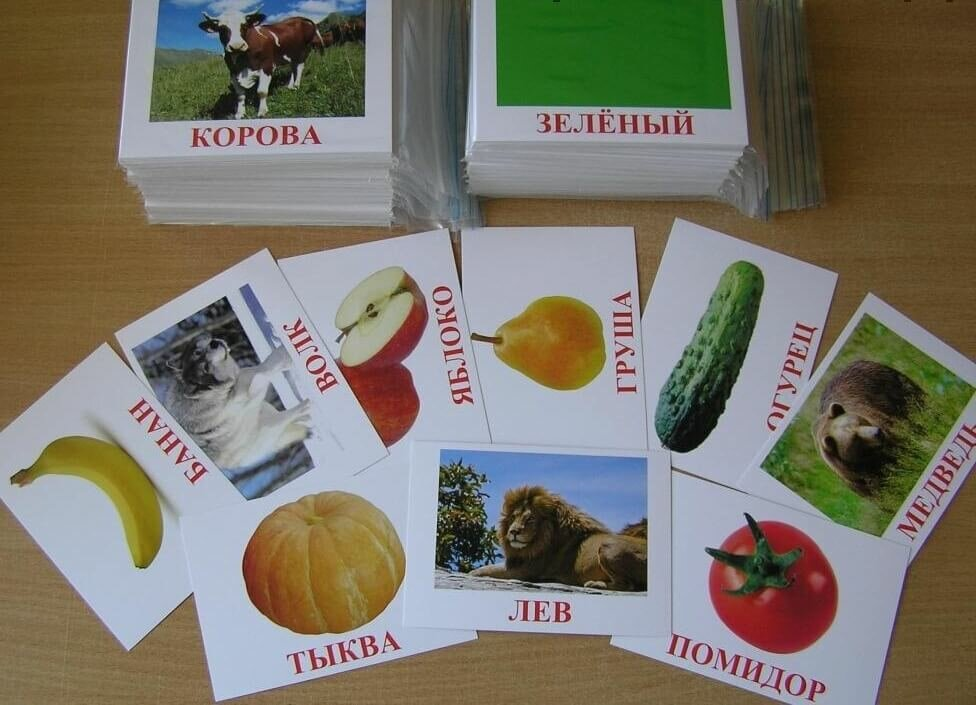 КОРОВА
ЗЕЛЁНЫЙ
БАНАН
ВОЛК
ЯБЛОКО
ГРУША
ОГУРЕЦ
МЕДВЕДЬ
ТЫКВА
ЛЕВ
ПОМИДОР